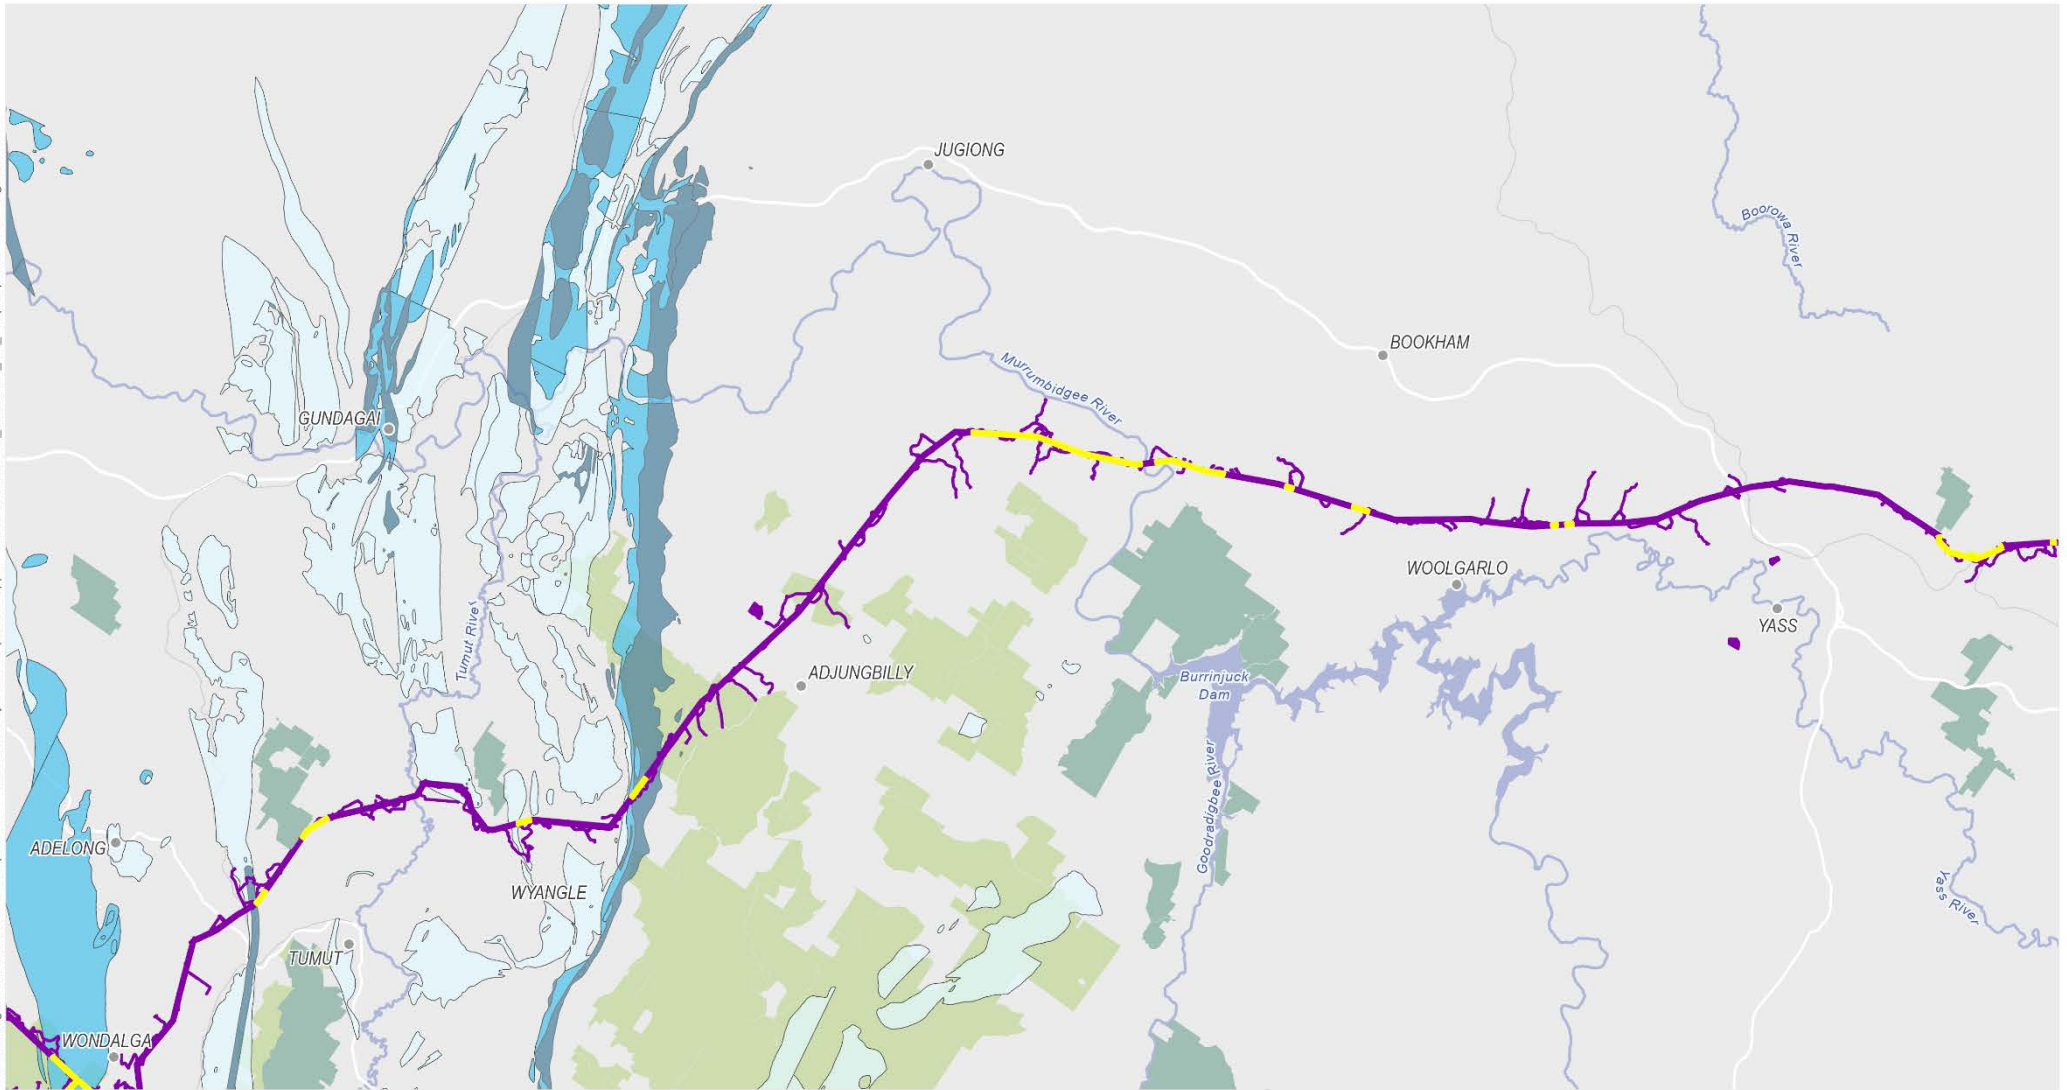 JUGIONG
Boorowa River
BOOKHAM
Murrumbidgee River
GUNDAGAI
WOOLGARLO
YASS
Tumut River
ADJUNGBILLY
Burrinjuck
Dam
Goodradigbee River
ADELONG
WYANGLE
Yass River
TUMUT
WONDALGA